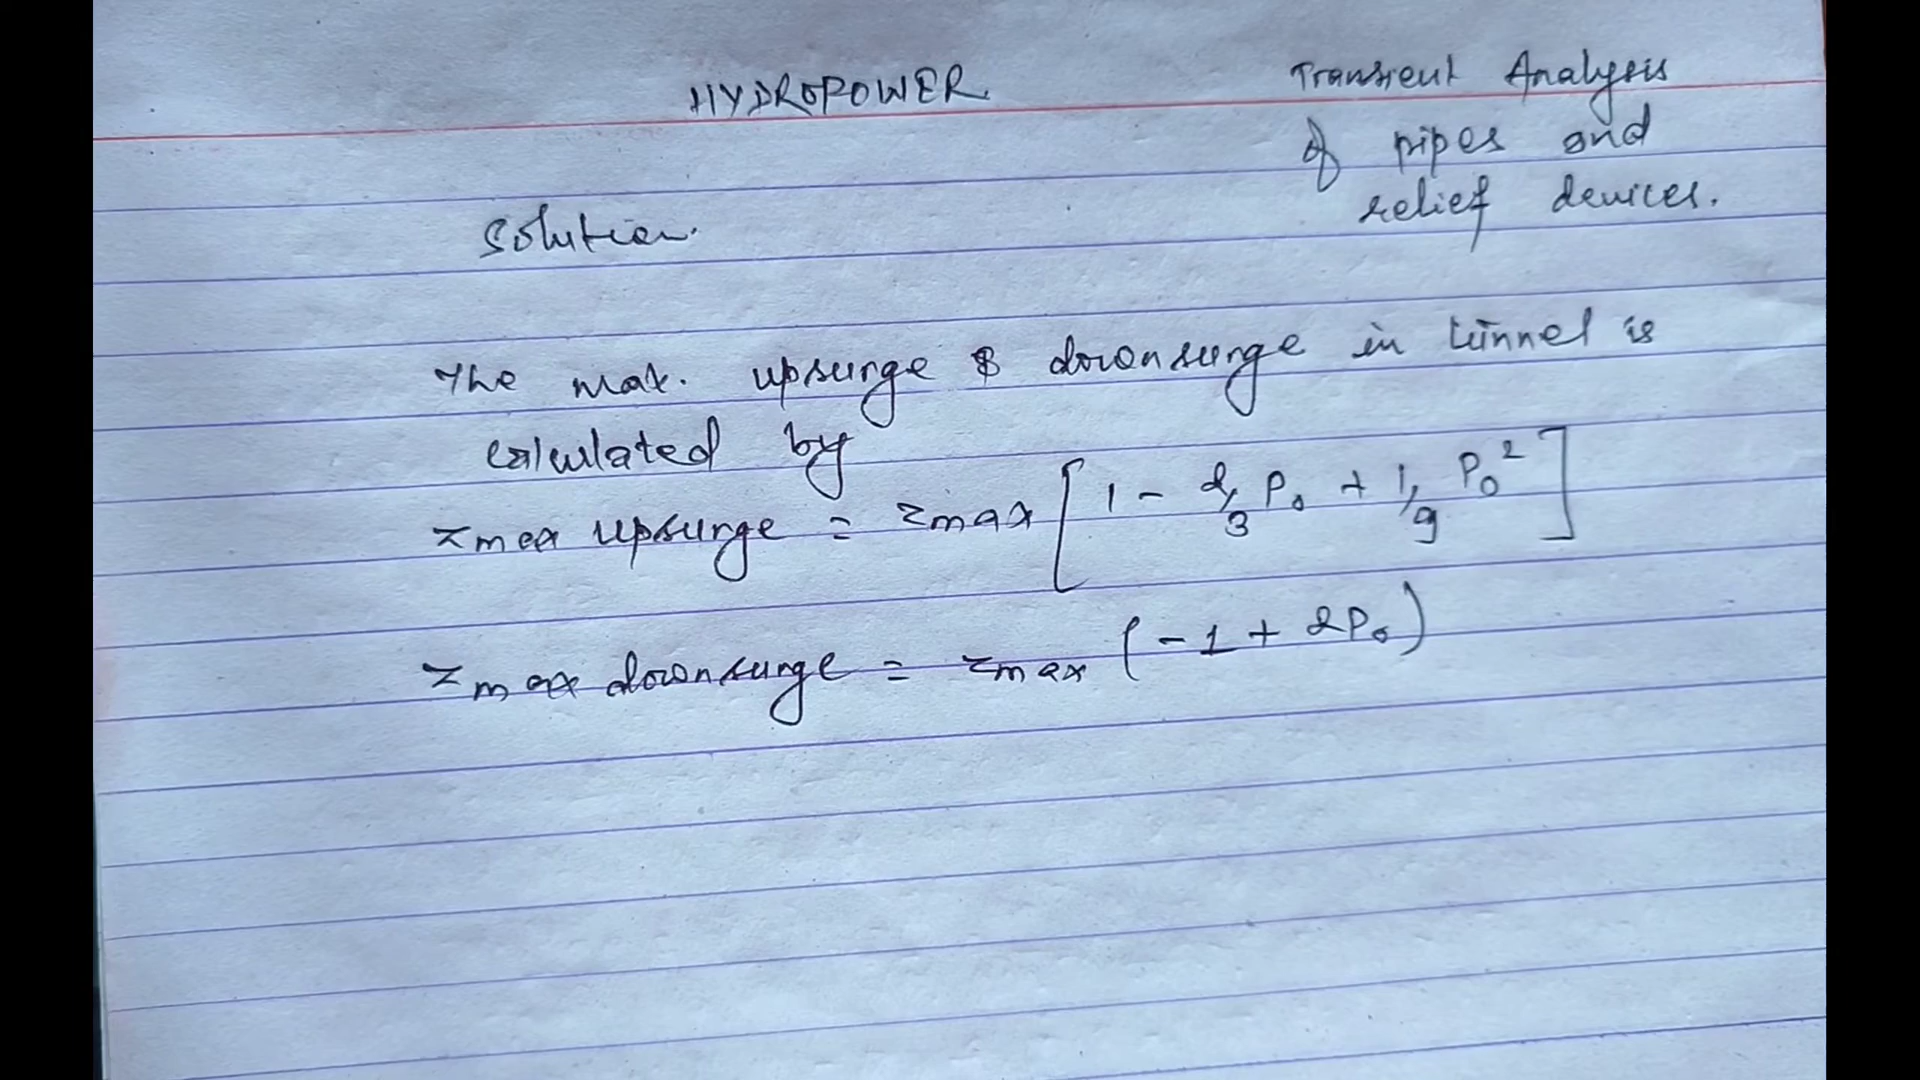 HYDROPOWER
Transient Analysis
of pipes and
relief devices.
Solution.
The max. upsurge & downsurge in tunnel is
calculated by
Zmax upsurge = Zmax [1 - 2/3 P₀ + 1/9 P₀²]
Zmax downsurge = Zmax (-1 + 2P₀)